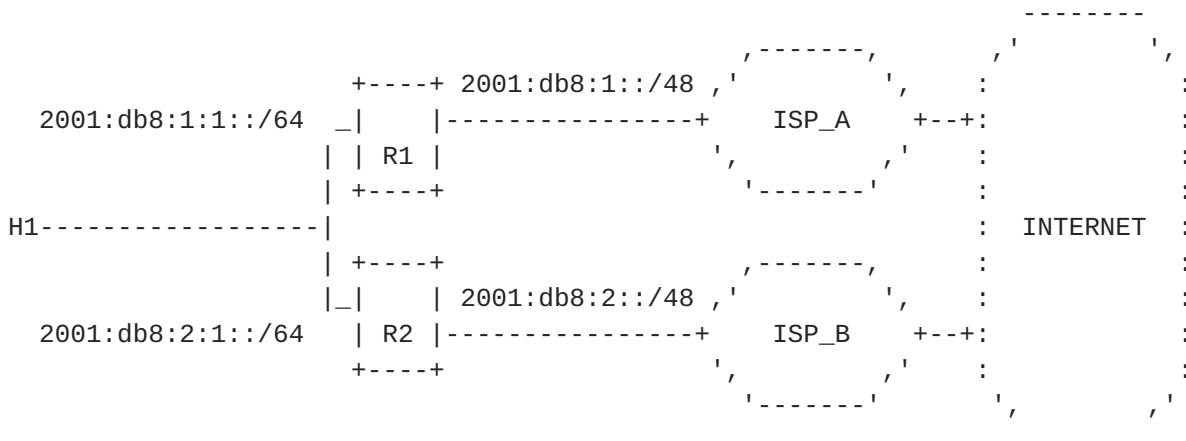 --------
                                                ,-------,       ,'        ',
                       +----+ 2001:db8:1::/48 ,'         ',    :            :
  2001:db8:1:1::/64  _|    |----------------+    ISP_A    +--+:            :
                     | | R1 |                 ',         ,'    :            :
                     | +----+                   '-------'      :            :
H1------------------|                                          :  INTERNET  :
                     | +----+                   ,-------,      :            :
                     |_|    | 2001:db8:2::/48 ,'         ',    :            :
  2001:db8:2:1::/64    | R2 |----------------+    ISP_B    +--+:            :
                       +----+                 ',         ,'    :            :
                                                '-------'       ',        ,'